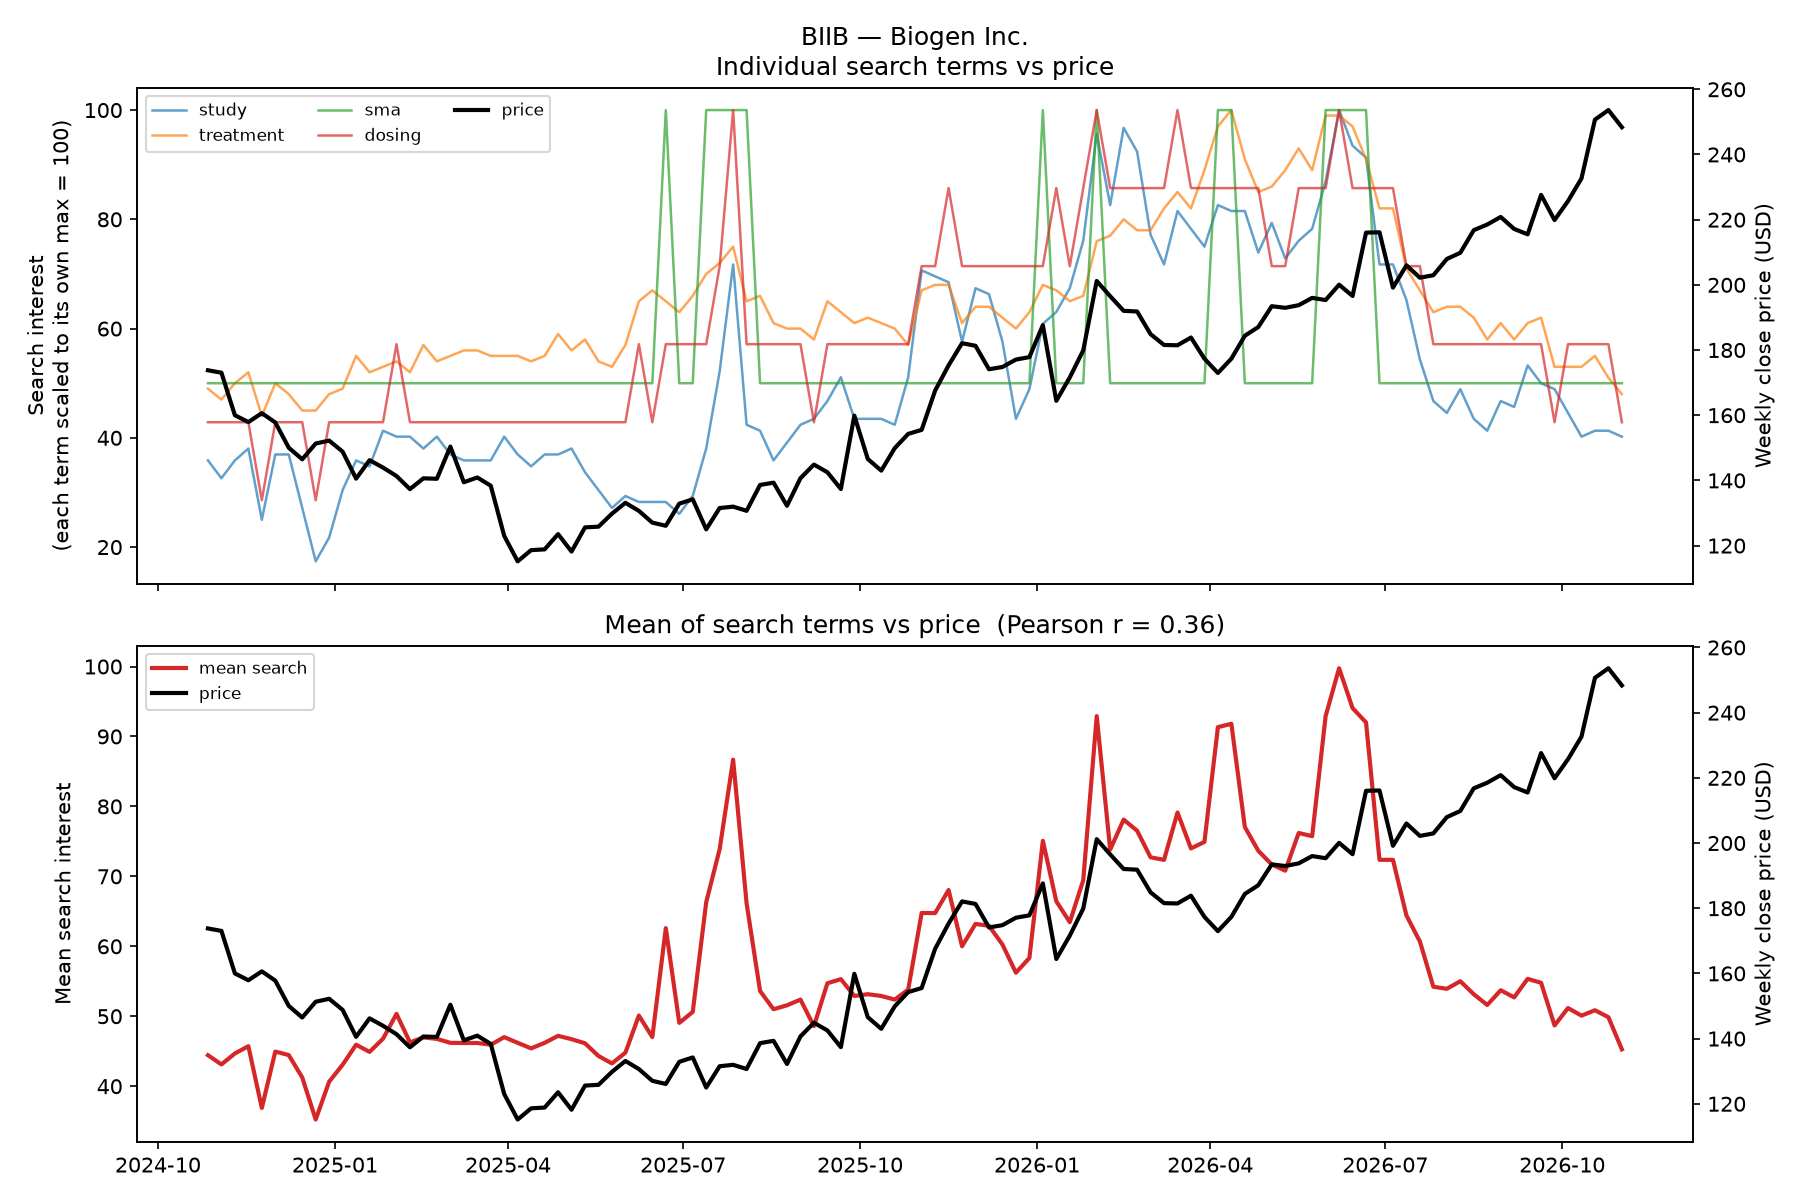 BIIB — Biogen Inc.
Individual search terms vs price
study
treatment
sma
dosing
price
Search interest
(each term scaled to its own max = 100)
100
80
60
40
20
Weekly close price (USD)
260
240
220
200
180
160
140
120
Mean of search terms vs price (Pearson r = 0.36)
mean search
price
Mean search interest
100
90
80
70
60
50
40
Weekly close price (USD)
260
240
220
200
180
160
140
120
2024-10
2025-01
2025-04
2025-07
2025-10
2026-01
2026-04
2026-07
2026-10